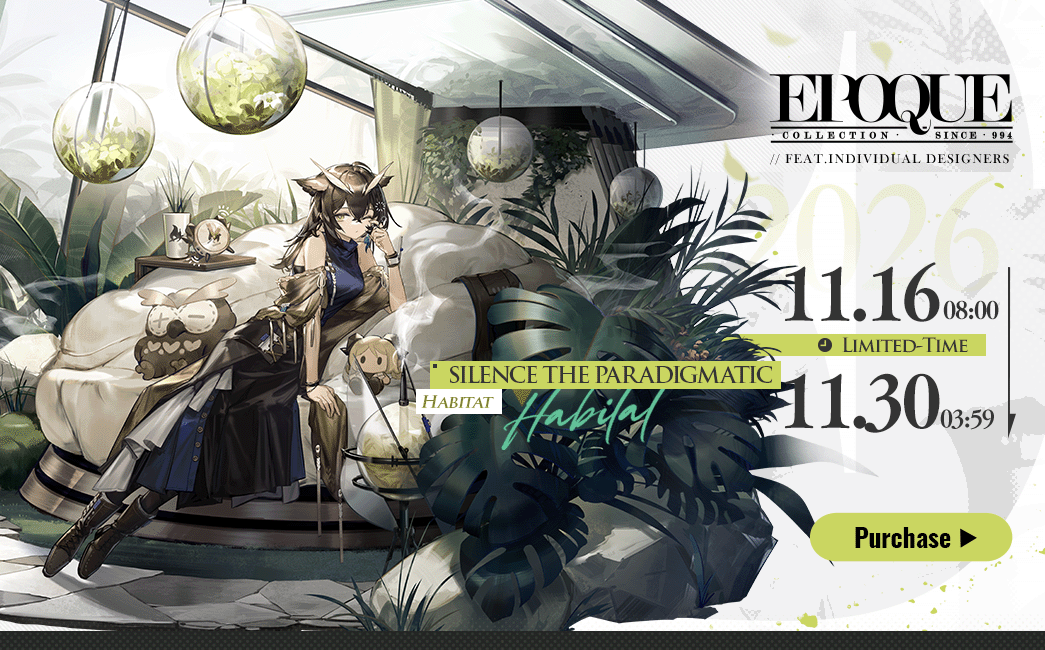 EPOQUE
COLLECTION · SINCE · 994
// FEAT.INDIVIDUAL DESIGNERS
2026
11.16 08:00
LIMITED-TIME
11.30 03:59
SILENCE THE PARADIGMATIC
HABITAT
Habital
Purchase